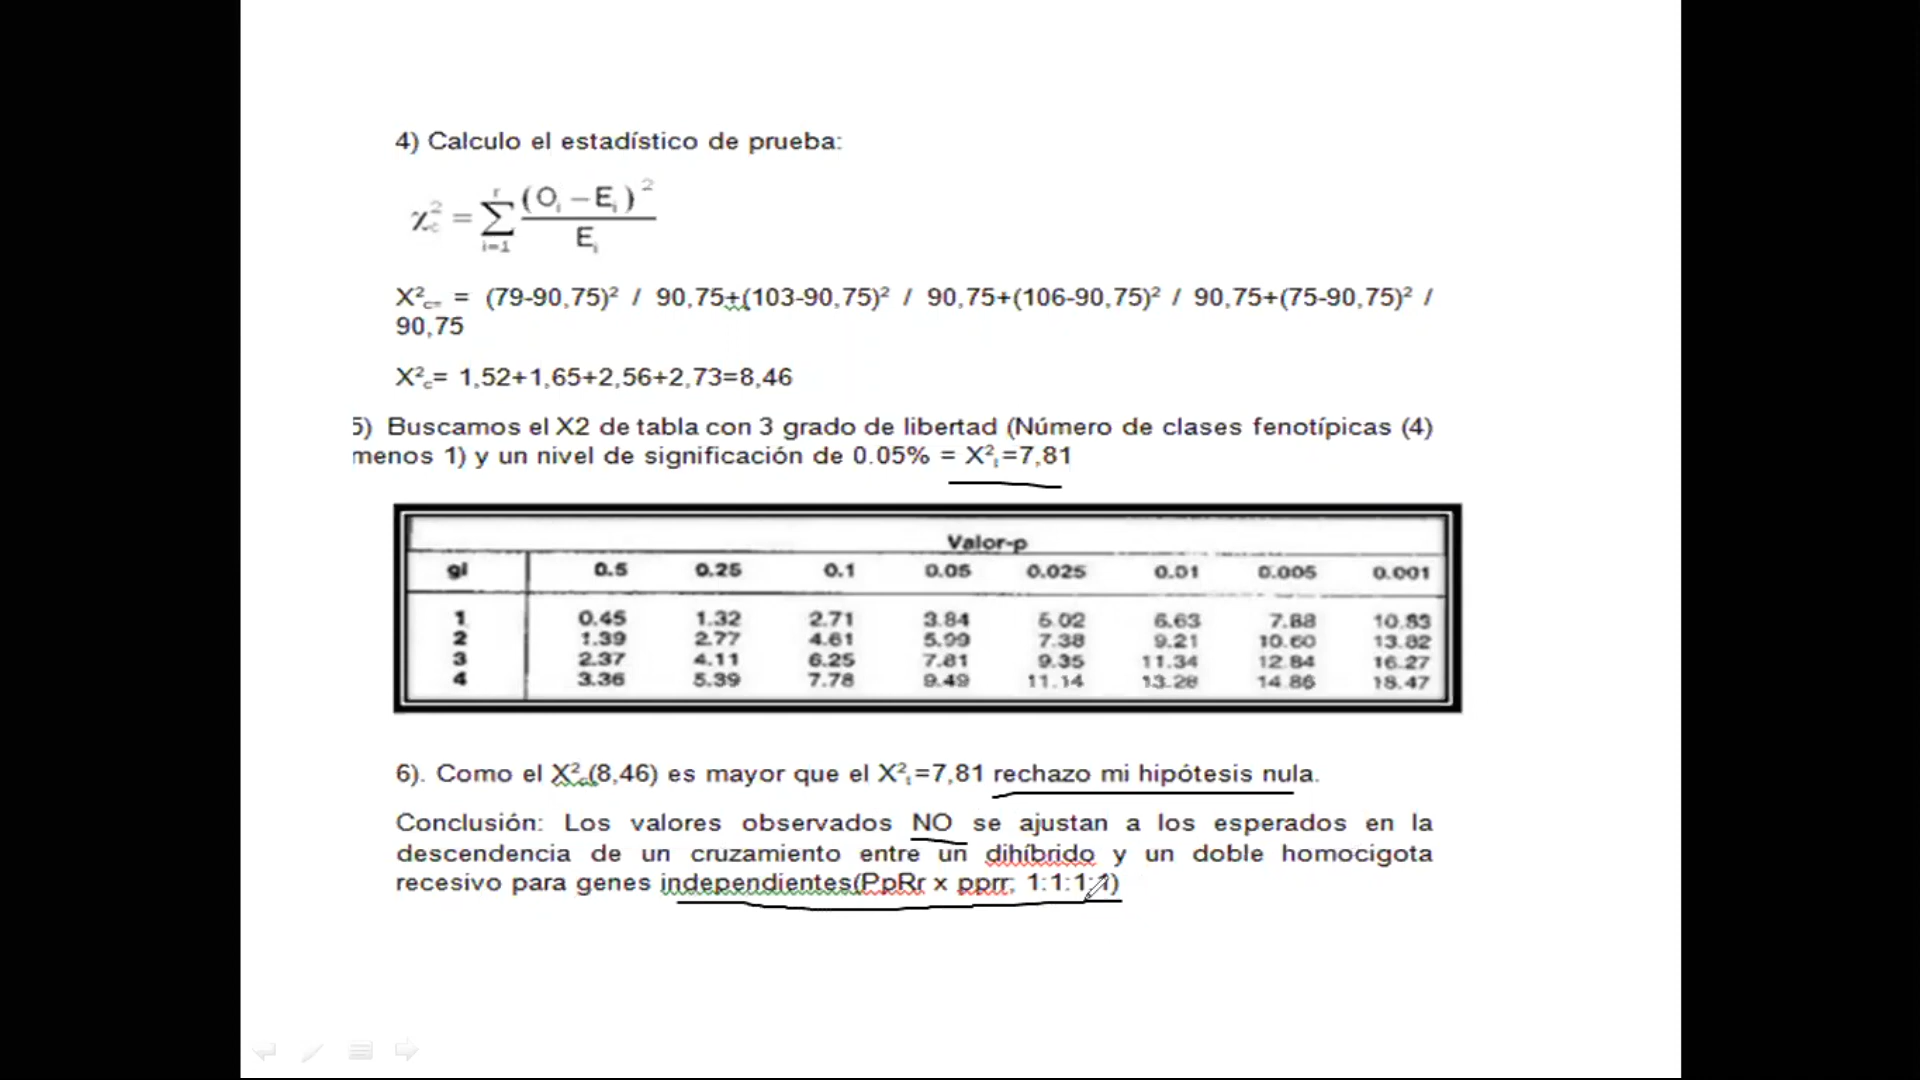 4) Calculo el estadístico de prueba:
χ²c = Σ r i=1 (Oi – Ei)² / Ei
X²c= = (79-90,75)² / 90,75+(103-90,75)² / 90,75+(106-90,75)² / 90,75+(75-90,75)² /
90,75
X²c= 1,52+1,65+2,56+2,73=8,46
5) Buscamos el X2 de tabla con 3 grado de libertad (Número de clases fenotípicas (4)
menos 1) y un nivel de significación de 0.05% = X²t=7,81
Valor-p
gl 0.5 0.25 0.1 0.05 0.025 0.01 0.005 0.001
1 0.45 1.32 2.71 3.84 5.02 6.63 7.88 10.83
2 1.39 2.77 4.61 5.99 7.38 9.21 10.60 13.82
3 2.37 4.11 6.25 7.81 9.35 11.34 12.84 16.27
4 3.36 5.39 7.78 9.49 11.14 13.28 14.86 18.47
6). Como el X²c(8,46) es mayor que el X²t=7,81 rechazo mi hipótesis nula.
Conclusión: Los valores observados NO se ajustan a los esperados en la
descendencia de un cruzamiento entre un dihíbrido y un doble homocigota
recesivo para genes independientes(PpRr x pprr; 1:1:1:1)